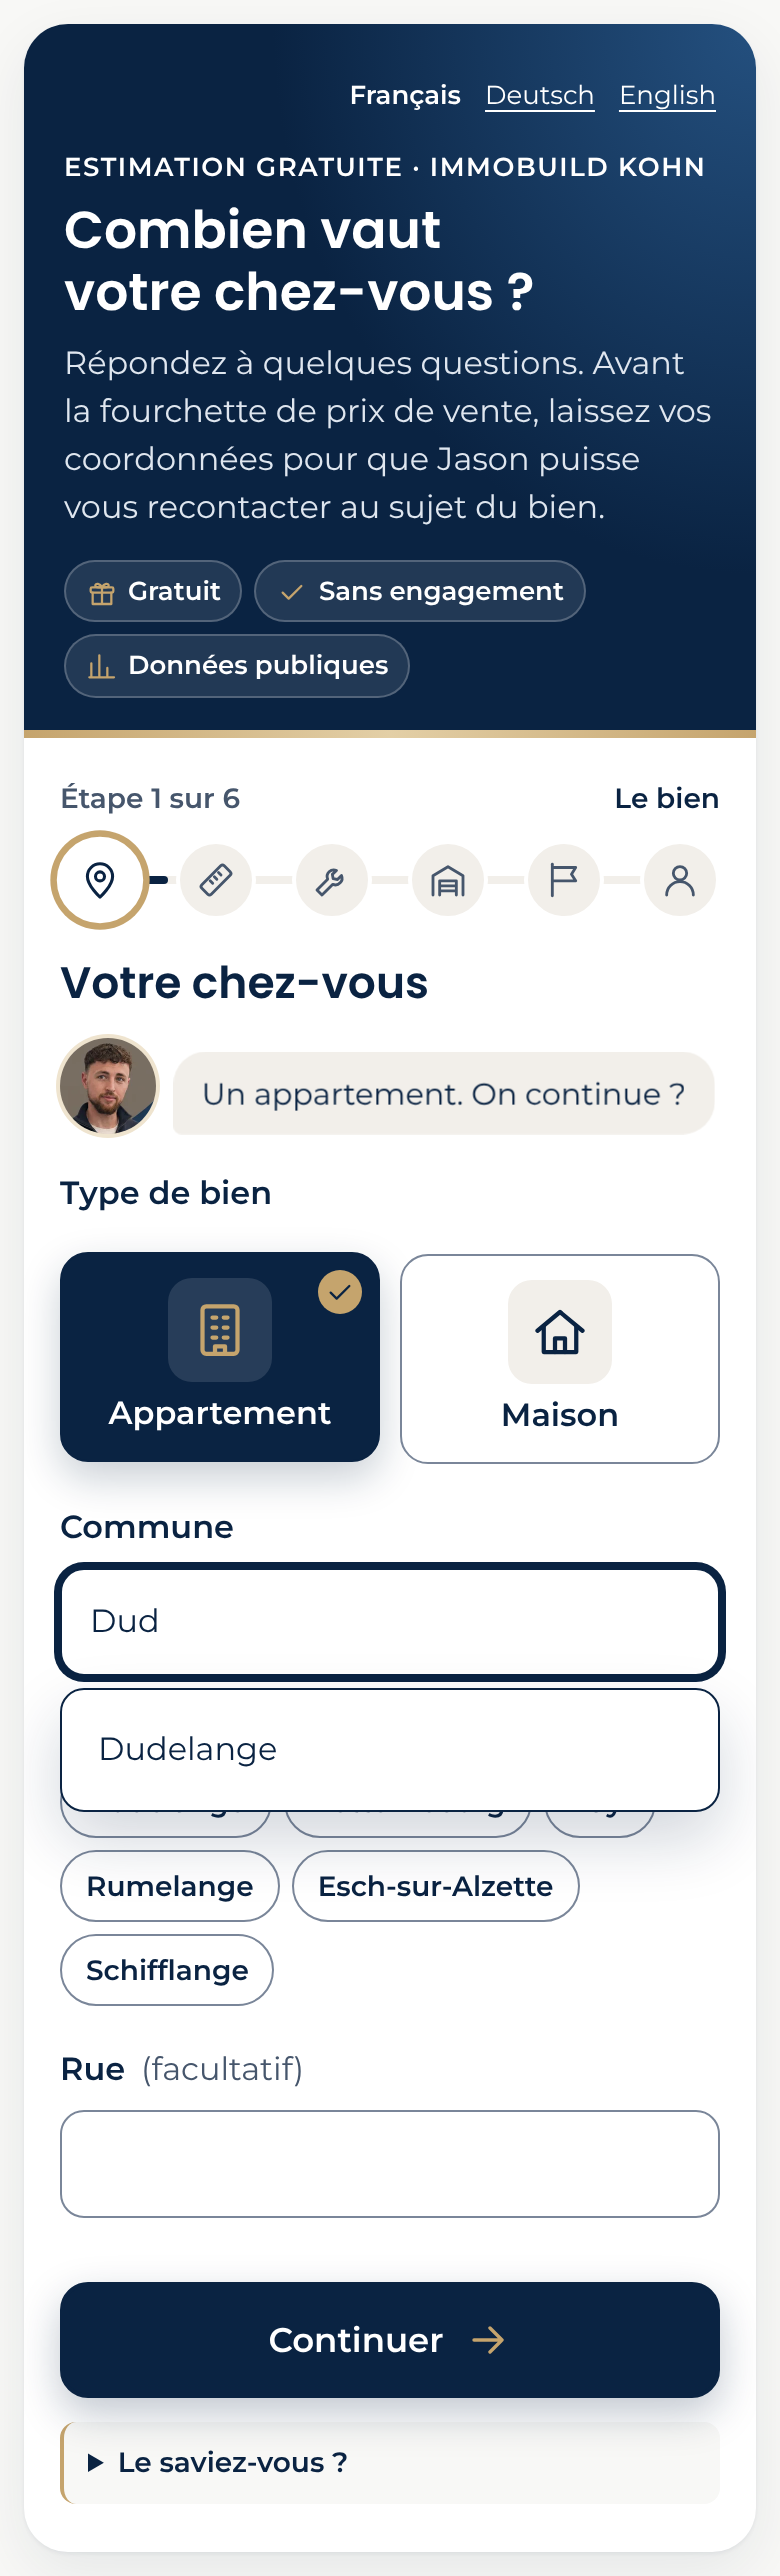 Français Deutsch English
ESTIMATION GRATUITE · IMMOBUILD KOHN
Combien vaut
votre chez-vous ?
Répondez à quelques questions. Avant
la fourchette de prix de vente, laissez vos
coordonnées pour que Jason puisse
vous recontacter au sujet du bien.
Gratuit Sans engagement
Données publiques
Étape 1 sur 6 Le bien
Votre chez-vous
Un appartement. On continue ?
Type de bien
Appartement Maison
Commune
Dud
Dudelange
Rumelange Esch-sur-Alzette
Schifflange
Rue (facultatif)
Continuer
Le saviez-vous ?